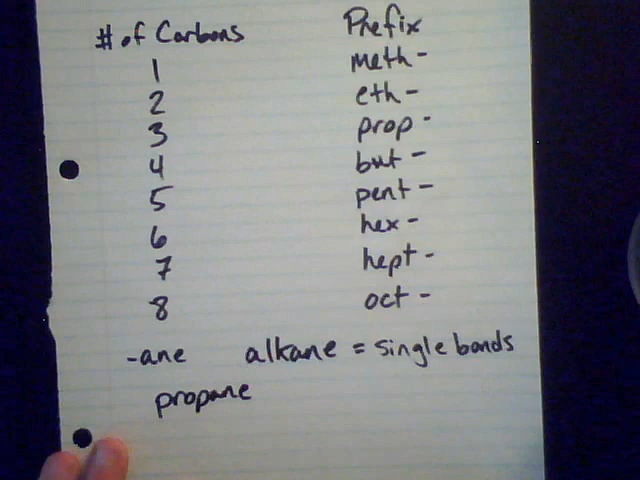 # of Carbons Prefix
1 meth-
2 eth-
3 prop-
4 but-
5 pent-
6 hex-
7 hept-
8 oct-
-ane alkane = single bonds
propane